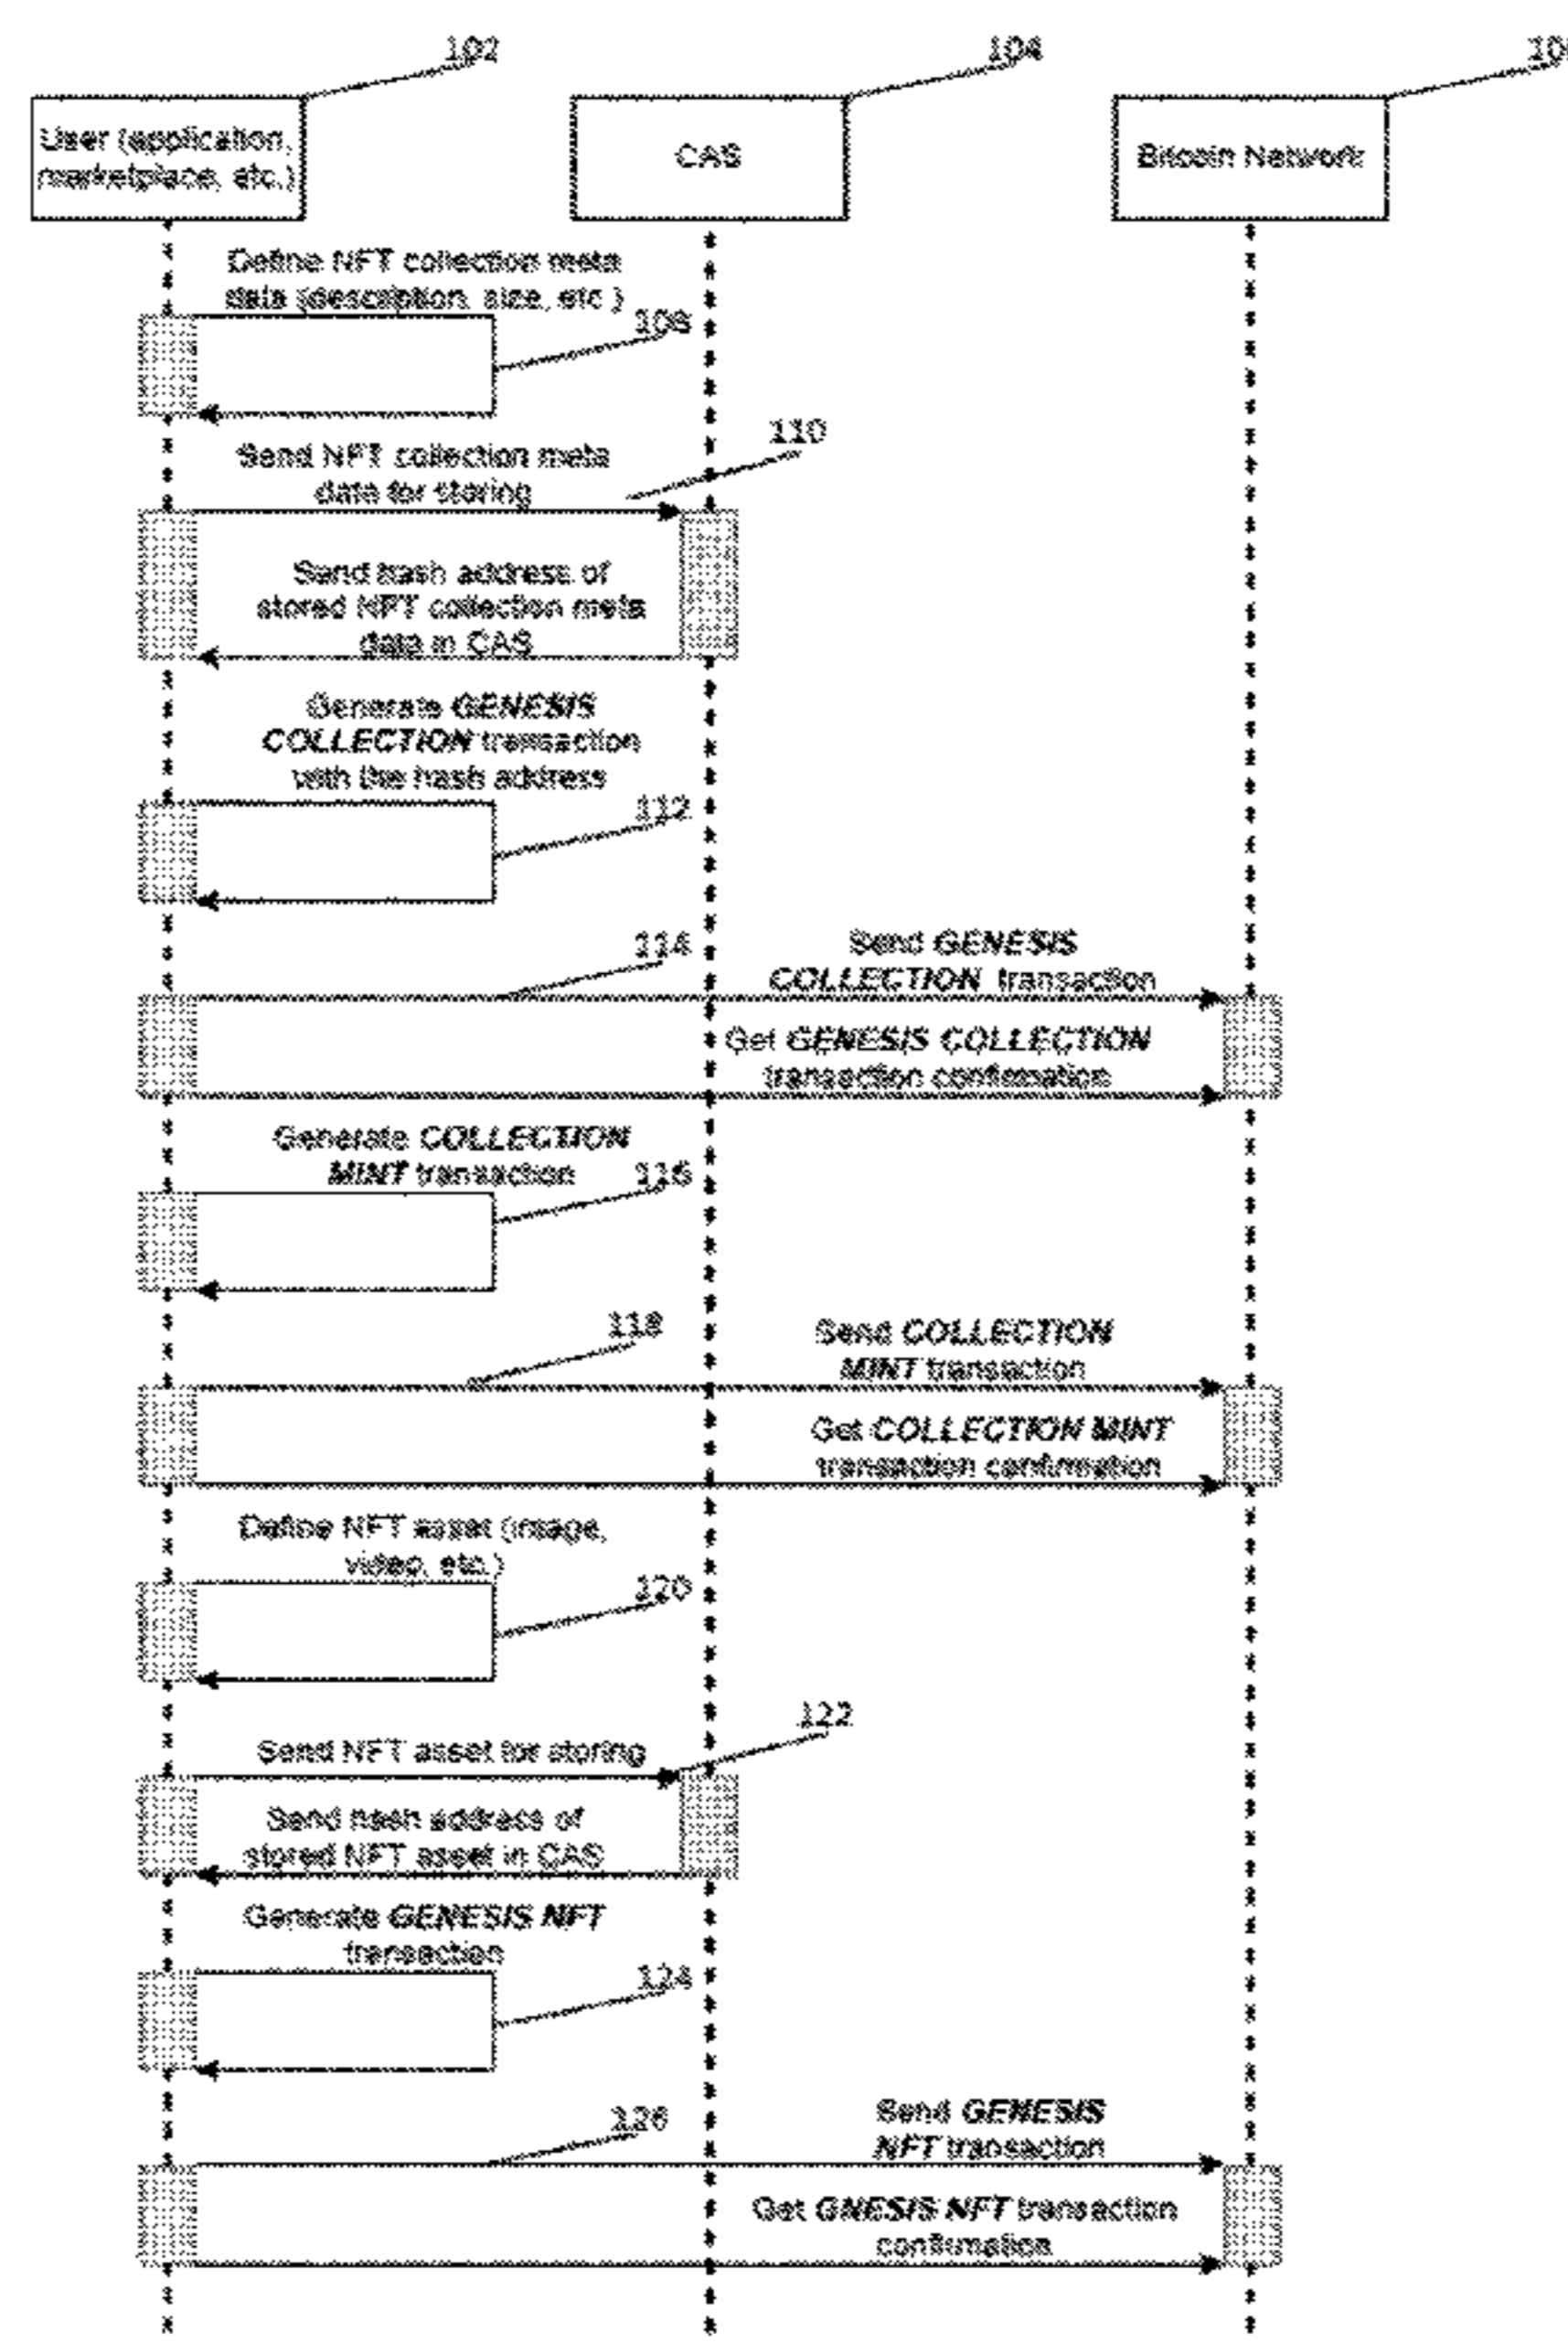 102
104
User (application,
marketplace, etc.)
CAS
Bitcoin Network
Define NFT collection meta
data (description, size, etc.)
108
110
Send NFT collection meta
data for storing
Send hash address of
stored NFT collection meta
data in CAS
Generate GENESIS
COLLECTION transaction
with the hash address
112
114
Send GENESIS
COLLECTION transaction
Get GENESIS COLLECTION
transaction confirmation
Generate COLLECTION
MINT transaction
116
118
Send COLLECTION
MINT transaction
Get COLLECTION MINT
transaction confirmation
Define NFT asset (image,
video, etc.)
120
122
Send NFT asset for storing
Send hash address of
stored NFT asset in CAS
Generate GENESIS NFT
transaction
124
126
Send GENESIS
NFT transaction
Get GNESIS NFT transaction
confirmation